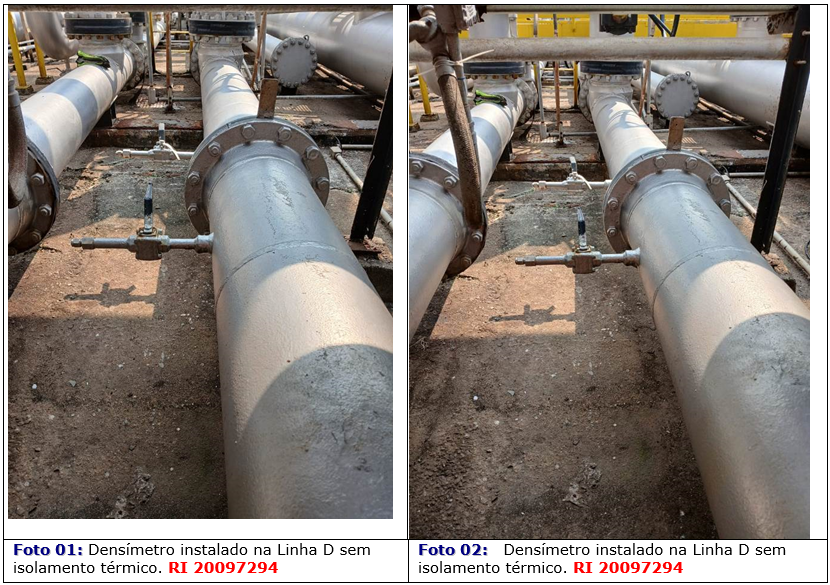 Foto 01: Densímetro instalado na Linha D sem
isolamento térmico. RI 20097294
Foto 02: Densímetro instalado na Linha D sem
isolamento térmico. RI 20097294